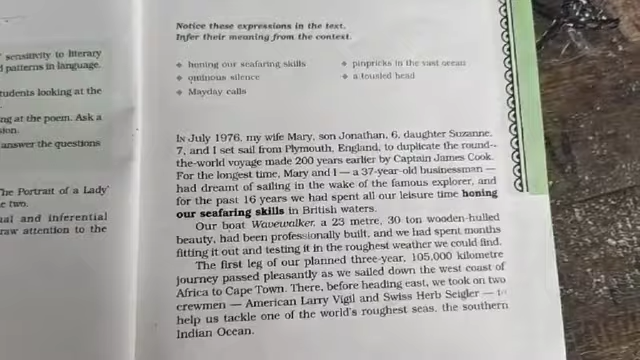 sensitivity to literary
patterns in language.
tudents looking at the
ng at the poem. Ask a
sion.
answer the questions
The Portrait of a Lady'
e two.
ual and inferential
raw attention to the
Notice these expressions in the text.
Infer their meaning from the context.
honing our seafaring skills
ominous silence
Mayday calls
pinpricks in the vast ocean
a tousled head
In July 1976, my wife Mary, son Jonathan, 6, daughter Suzanne,
7, and I set sail from Plymouth, England, to duplicate the round-
the-world voyage made 200 years earlier by Captain James Cook.
For the longest time, Mary and I — a 37-year-old businessman —
had dreamt of sailing in the wake of the famous explorer, and
for the past 16 years we had spent all our leisure time honing
our seafaring skills in British waters.
Our boat Wavewalker, a 23 metre, 30 ton wooden-hulled
beauty, had been professionally built, and we had spent months
fitting it out and testing it in the roughest weather we could find.
The first leg of our planned three-year, 105,000 kilometre
journey passed pleasantly as we sailed down the west coast of
Africa to Cape Town. There, before heading east, we took on two
crewmen — American Larry Vigil and Swiss Herb Seigler — to
help us tackle one of the world's roughest seas, the southern
Indian Ocean.